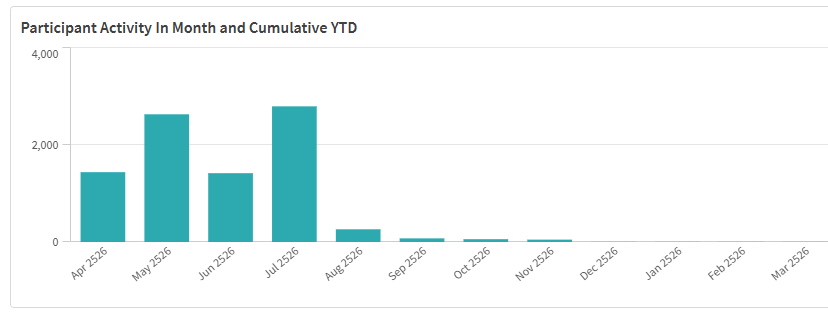 Participant Activity In Month and Cumulative YTD
4,000
2,000
0
Apr 2526
May 2526
Jun 2526
Jul 2526
Aug 2526
Sep 2526
Oct 2526
Nov 2526
Dec 2526
Jan 2526
Feb 2526
Mar 2526